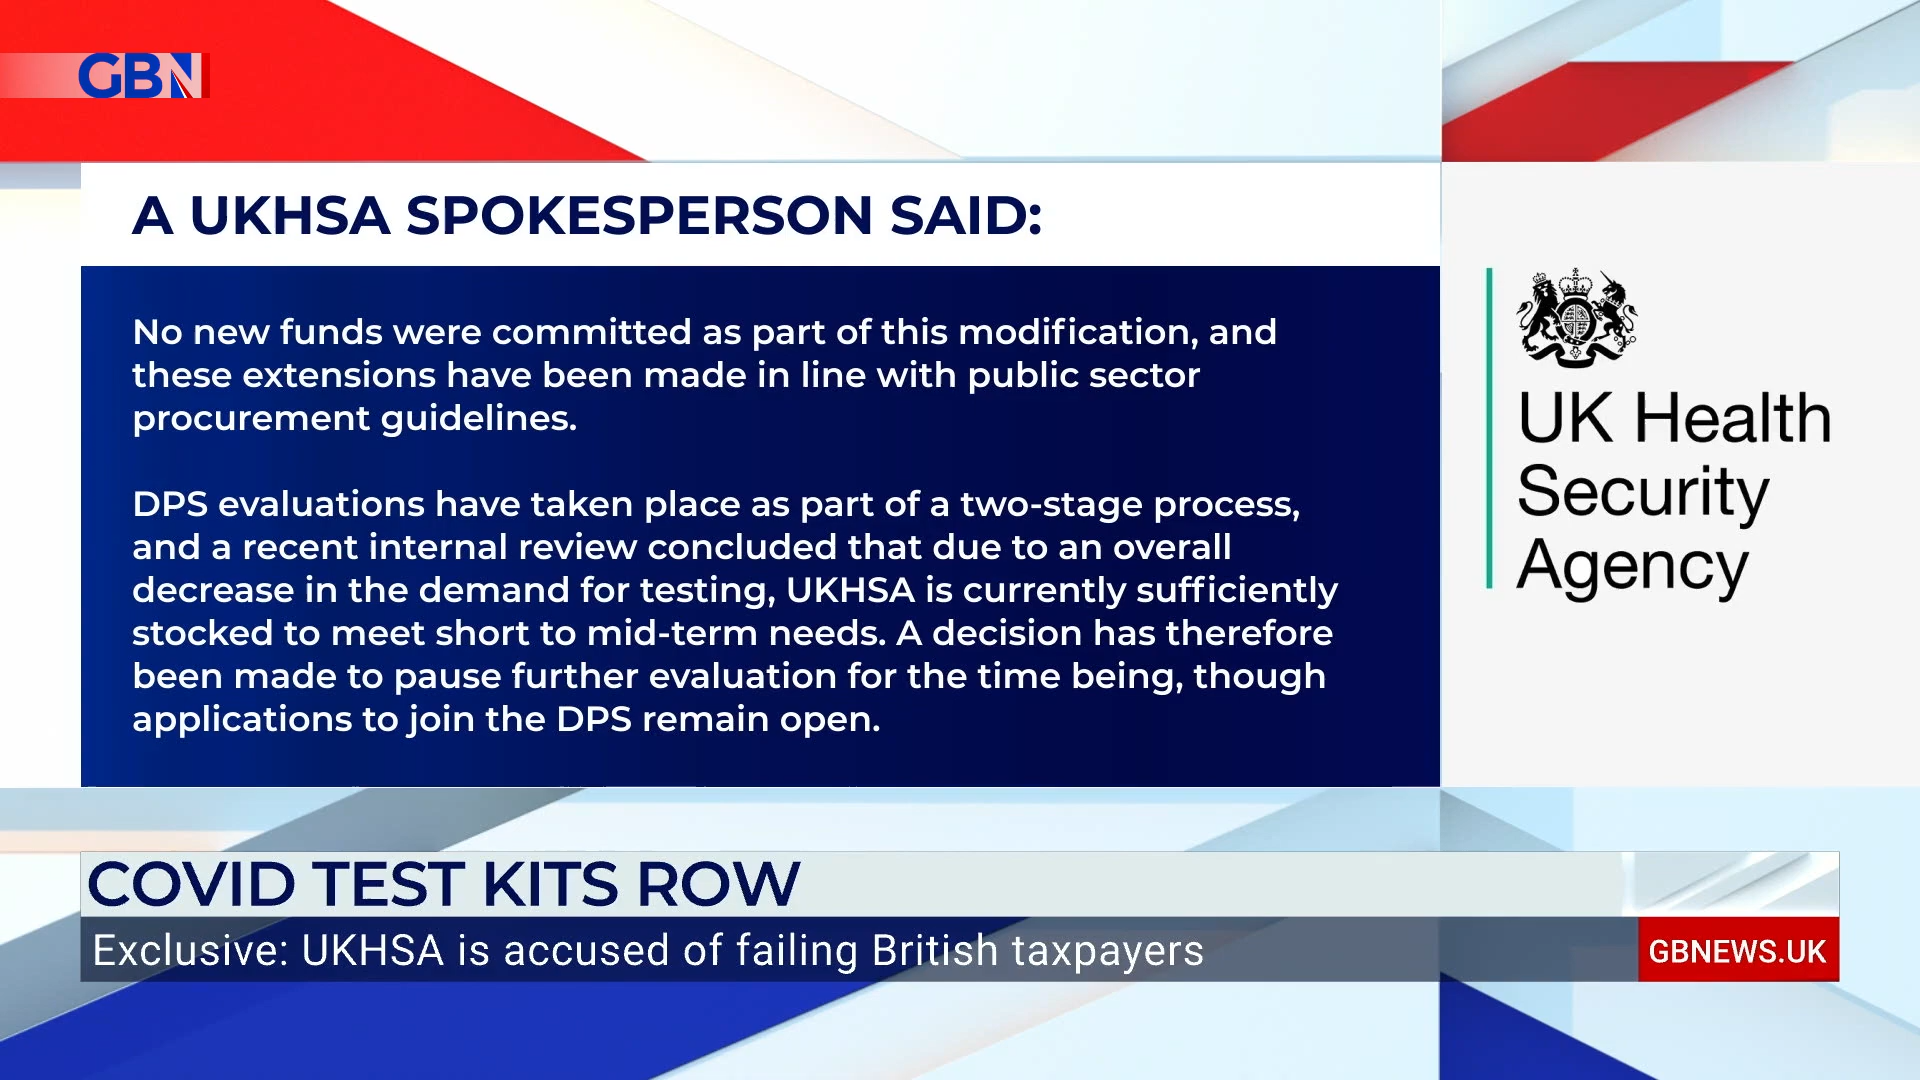 GBN
A UKHSA SPOKESPERSON SAID:
No new funds were committed as part of this modification, and
these extensions have been made in line with public sector
procurement guidelines.
DPS evaluations have taken place as part of a two-stage process,
and a recent internal review concluded that due to an overall
decrease in the demand for testing, UKHSA is currently sufficiently
stocked to meet short to mid-term needs. A decision has therefore
been made to pause further evaluation for the time being, though
applications to join the DPS remain open.
UK Health
Security
Agency
COVID TEST KITS ROW
Exclusive: UKHSA is accused of failing British taxpayers
GBNEWS.UK